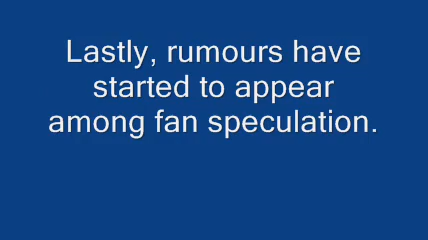 Lastly, rumours have
started to appear
among fan speculation.